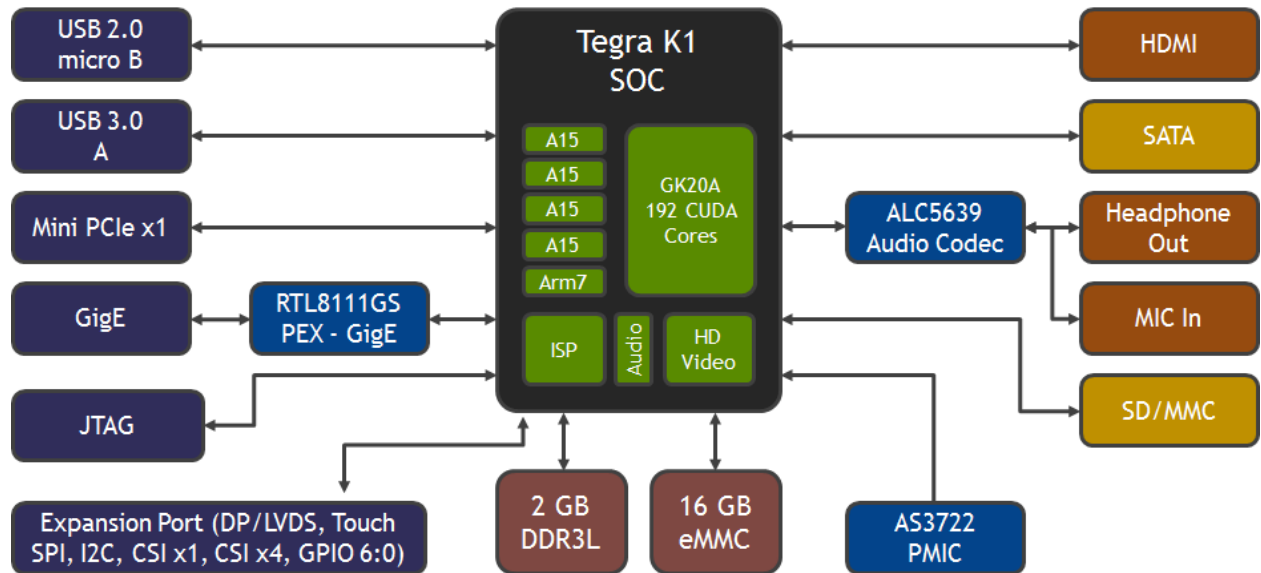 USB 2.0
micro B
USB 3.0
A
Mini PCIe x1
GigE
RTL8111GS
PEX - GigE
JTAG
Expansion Port (DP/LVDS, Touch
SPI, I2C, CSI x1, CSI x4, GPIO 6:0)
Tegra K1
SOC
A15
A15
A15
A15
Arm7
GK20A
192 CUDA
Cores
ISP
Audio
HD
Video
2 GB
DDR3L
16 GB
eMMC
HDMI
SATA
ALC5639
Audio Codec
Headphone
Out
MIC In
SD/MMC
AS3722
PMIC